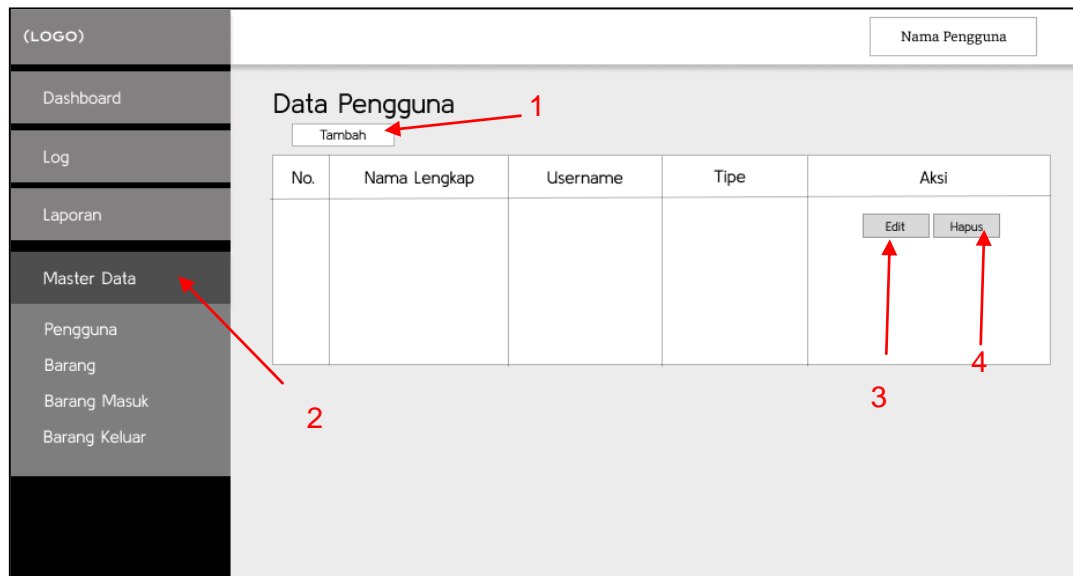 (LOGO)
Nama Pengguna
Dashboard
Log
Laporan
Master Data
Pengguna
Barang
Barang Masuk
Barang Keluar
Data Pengguna
1
Tambah
No. Nama Lengkap Username Tipe Aksi
Edit Hapus
2
3
4